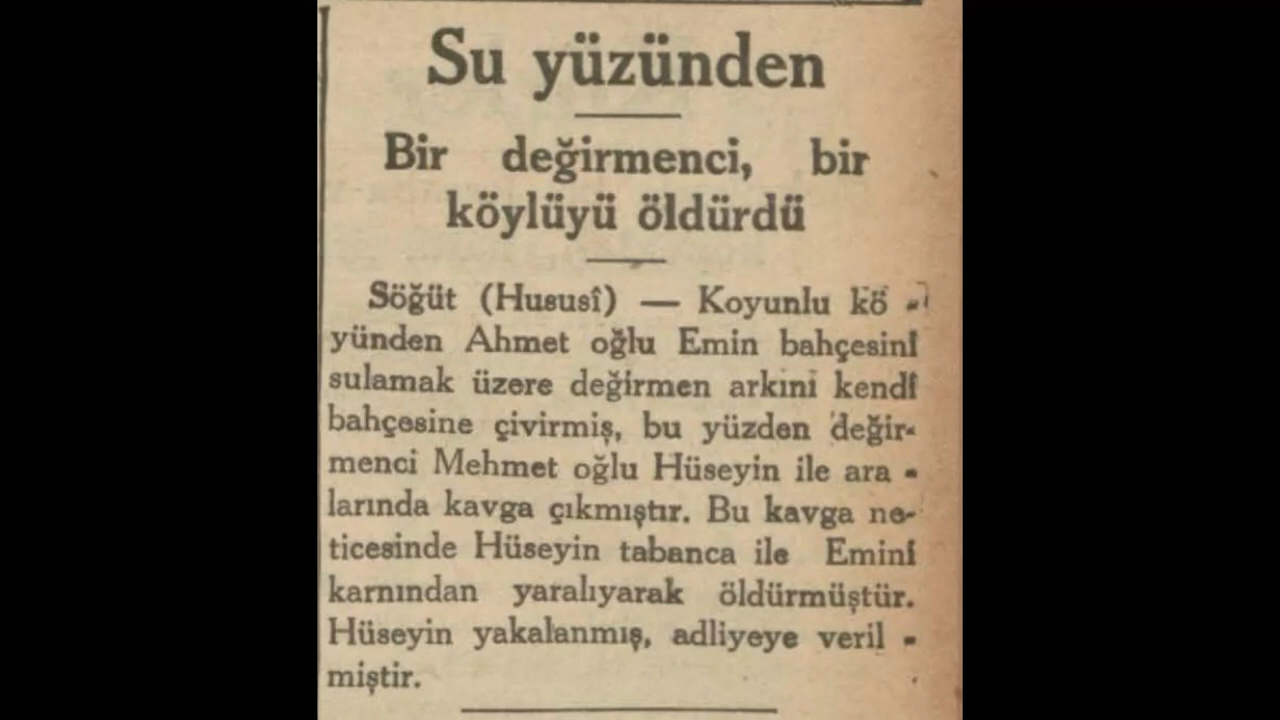 Su yüzünden
Bir değirmenci, bir
köylüyü öldürdü
Söğüt (Hususî) — Koyunlu kö -
yünden Ahmet oğlu Emin bahçesini
sulamak üzere değirmen arkini kendi
bahçesine çivirmiş, bu yüzden değir-
menci Mehmet oğlu Hüseyin ile ara -
larında kavga çıkmıştır. Bu kavga ne-
ticesinde Hüseyin tabanca ile Emini
karnından yaralıyarak öldürmüştür.
Hüseyin yakalanmış, adliyeye veril -
miştir.